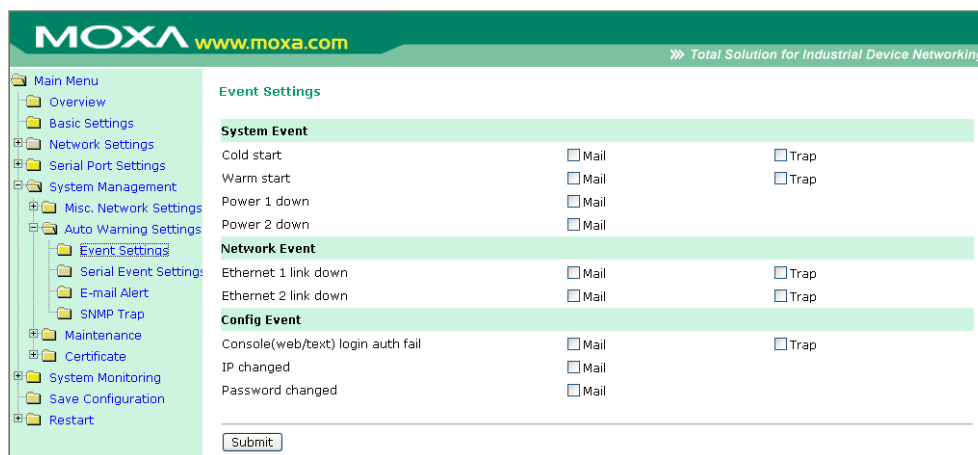 MOXA www.moxa.com
Total Solution for Industrial Device Networking
Main Menu
Overview
Basic Settings
Network Settings
Serial Port Settings
System Management
Misc. Network Settings
Auto Warning Settings
Event Settings
Serial Event Settings
E-mail Alert
SNMP Trap
Maintenance
Certificate
System Monitoring
Save Configuration
Restart
Event Settings
System Event
Cold start Mail Trap
Warm start Mail Trap
Power 1 down Mail
Power 2 down Mail
Network Event
Ethernet 1 link down Mail Trap
Ethernet 2 link down Mail Trap
Config Event
Console(web/text) login auth fail Mail Trap
IP changed Mail
Password changed Mail
Submit